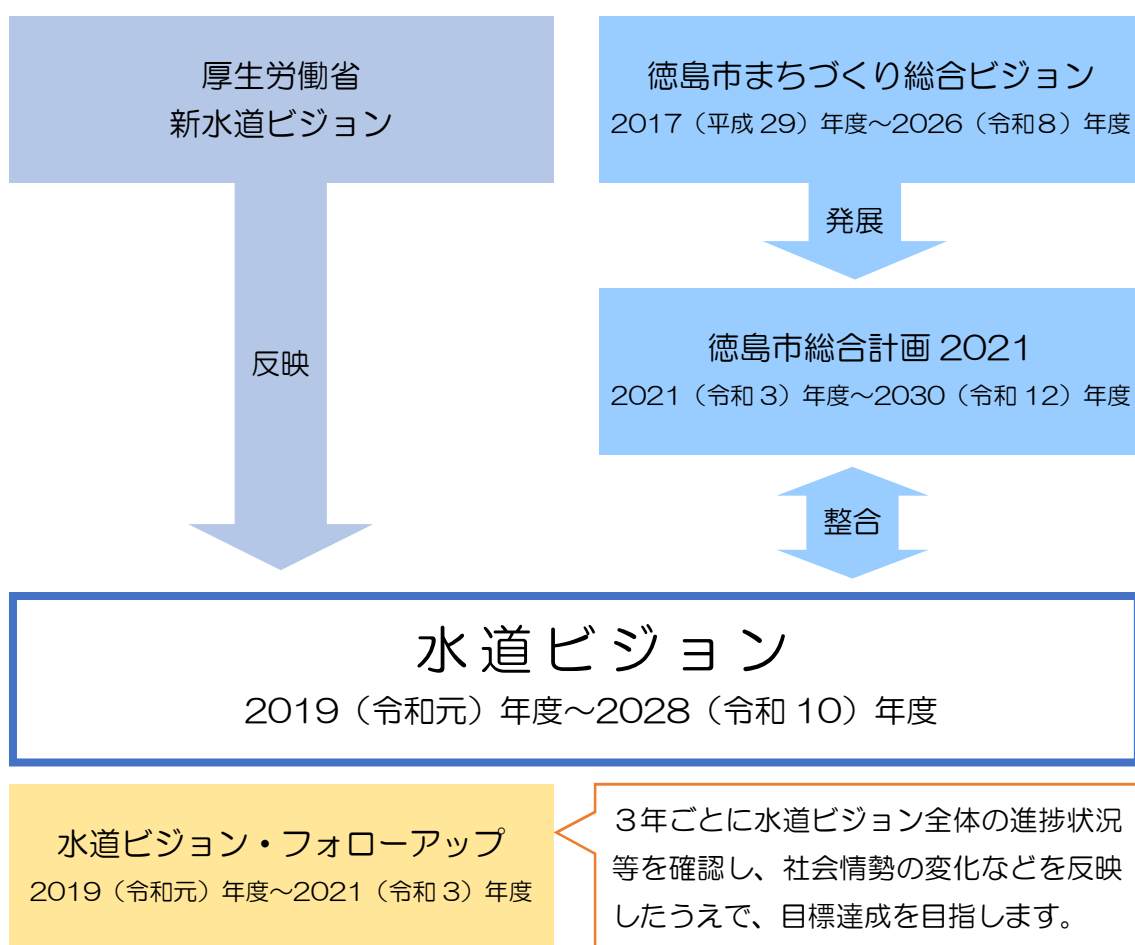 厚生労働省
新水道ビジョン
徳島市まちづくり総合ビジョン
2017（平成 29）年度～2026（令和８）年度
発展
徳島市総合計画 2021
2021（令和 3）年度～2030（令和 12）年度
反映
整合
水道ビジョン
2019（令和元）年度～2028（令和 10）年度
水道ビジョン・フォローアップ
2019（令和元）年度～2021（令和 3）年度
３年ごとに水道ビジョン全体の進捗状況
等を確認し、社会情勢の変化などを反映
したうえで、目標達成を目指します。